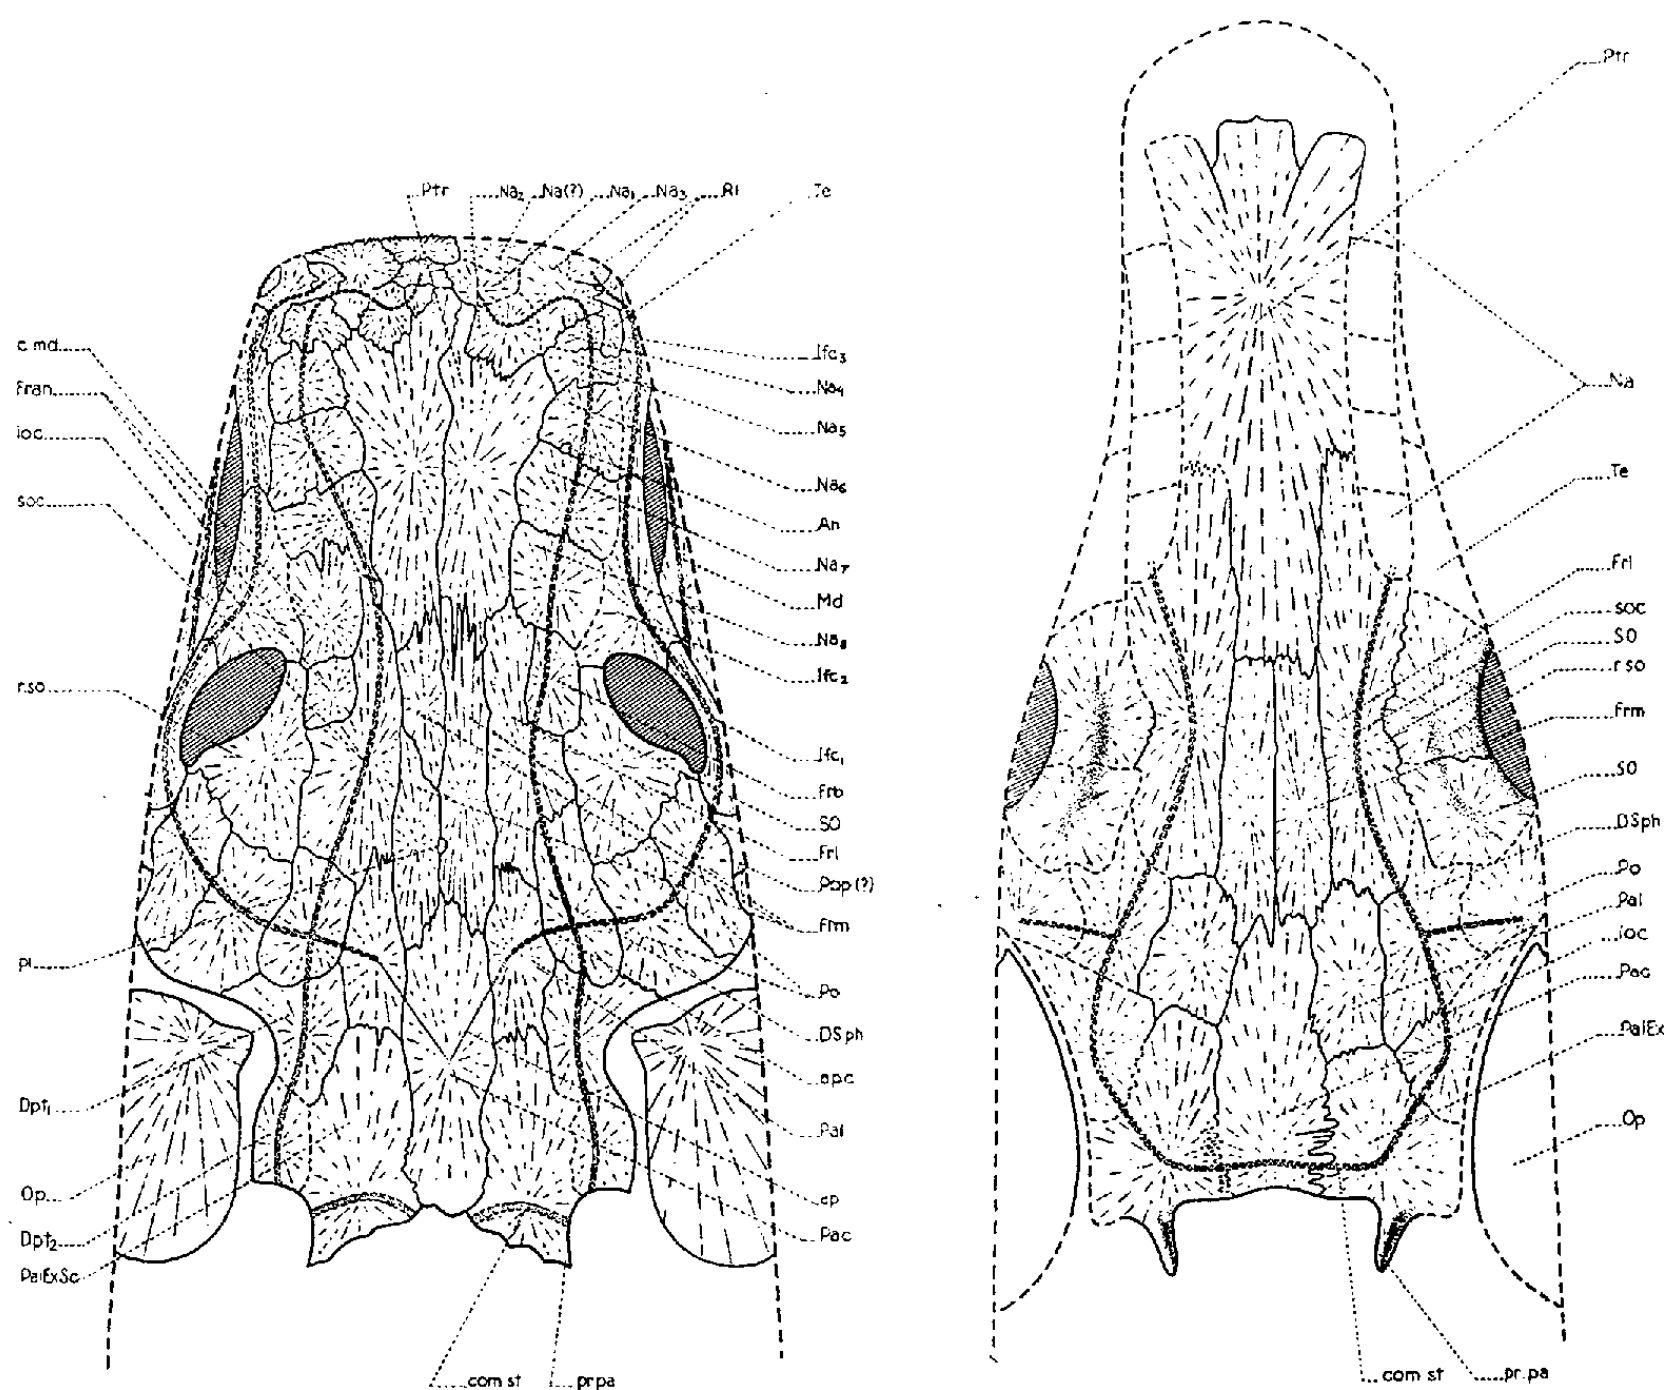 Ptr Na₂ Na(?) Na₁ Na₃ Rl Te
c.md
Fran
ioc
soc
r.so
Pl
Dpt₁
Op
Dpt₂
PalExSc
Ifc₃
Na₄
Na₅
Na₆
An
Na₇
Md
Na₈
Ifc₂
Ifc₁
Frb
SO
Frl
Pop(?)
Frm
Po
DSph
apc
Pal
cp
Pac
com st pr pa
Ptr
Na
Te
Frl
soc
SO
r so
Frm
SO
DSph
Po
Pal
ioc
Pac
PalEx
Op
com st pr.pa